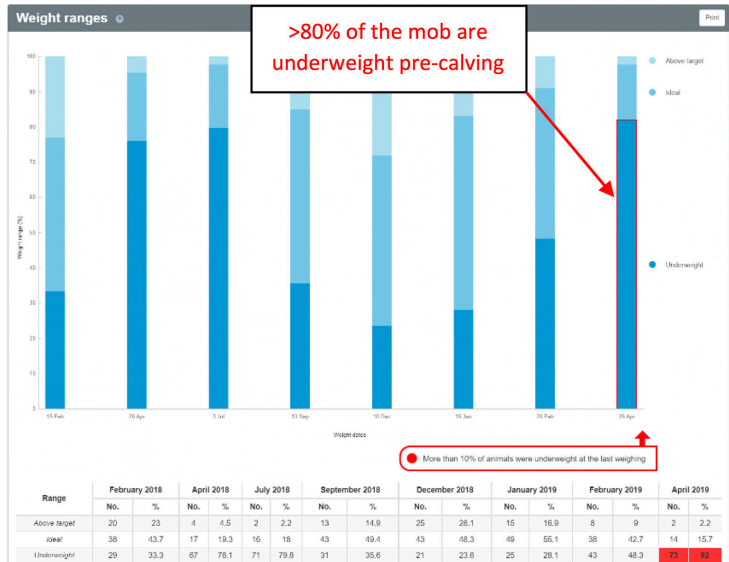 Weight ranges
Print
>80% of the mob are
underweight pre-calving
Above target
Ideal
Underweight
Weight range (%)
100
90
80
70
60
50
40
30
20
10
0
15 Feb 20 Apr 3 Jul 13 Sep 10 Dec 15 Jan 20 Feb 26 Apr
Weight dates
More than 10% of animals were underweight at the last weighing.
Range February 2018 April 2018 July 2018 September 2018 December 2018 January 2019 February 2019 April 2019
No. % No. % No. % No. % No. % No. % No. % No. %
Above target 20 23 4 4.5 2 2.2 13 14.9 25 28.1 15 16.9 8 9 2 2.2
Ideal 38 43.7 17 19.3 16 18 43 49.4 43 48.3 49 55.1 38 42.7 14 15.7
Underweight 29 33.3 67 76.1 71 79.8 31 35.6 21 23.6 25 28.1 43 48.3 73 82